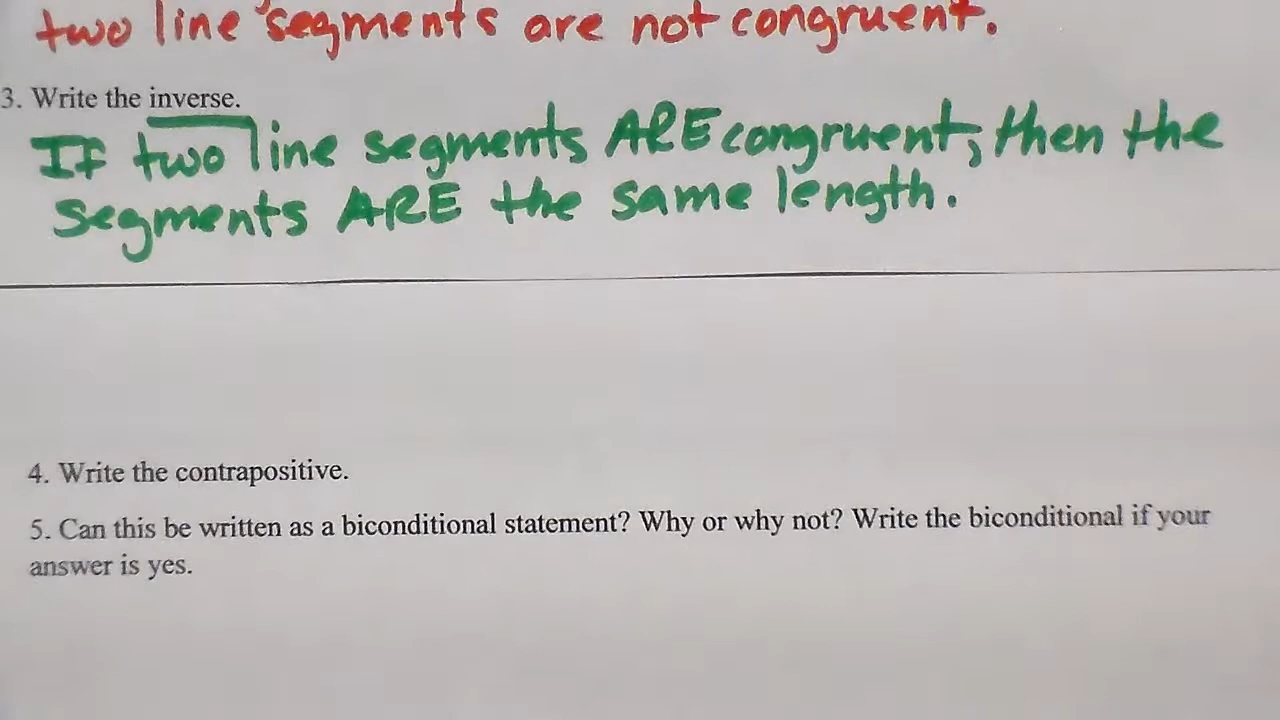 two line segments are not congruent.
3. Write the inverse.
If two line segments ARE congruent, then the
segments ARE the same length.
4. Write the contrapositive.
5. Can this be written as a biconditional statement? Why or why not? Write the biconditional if your
answer is yes.